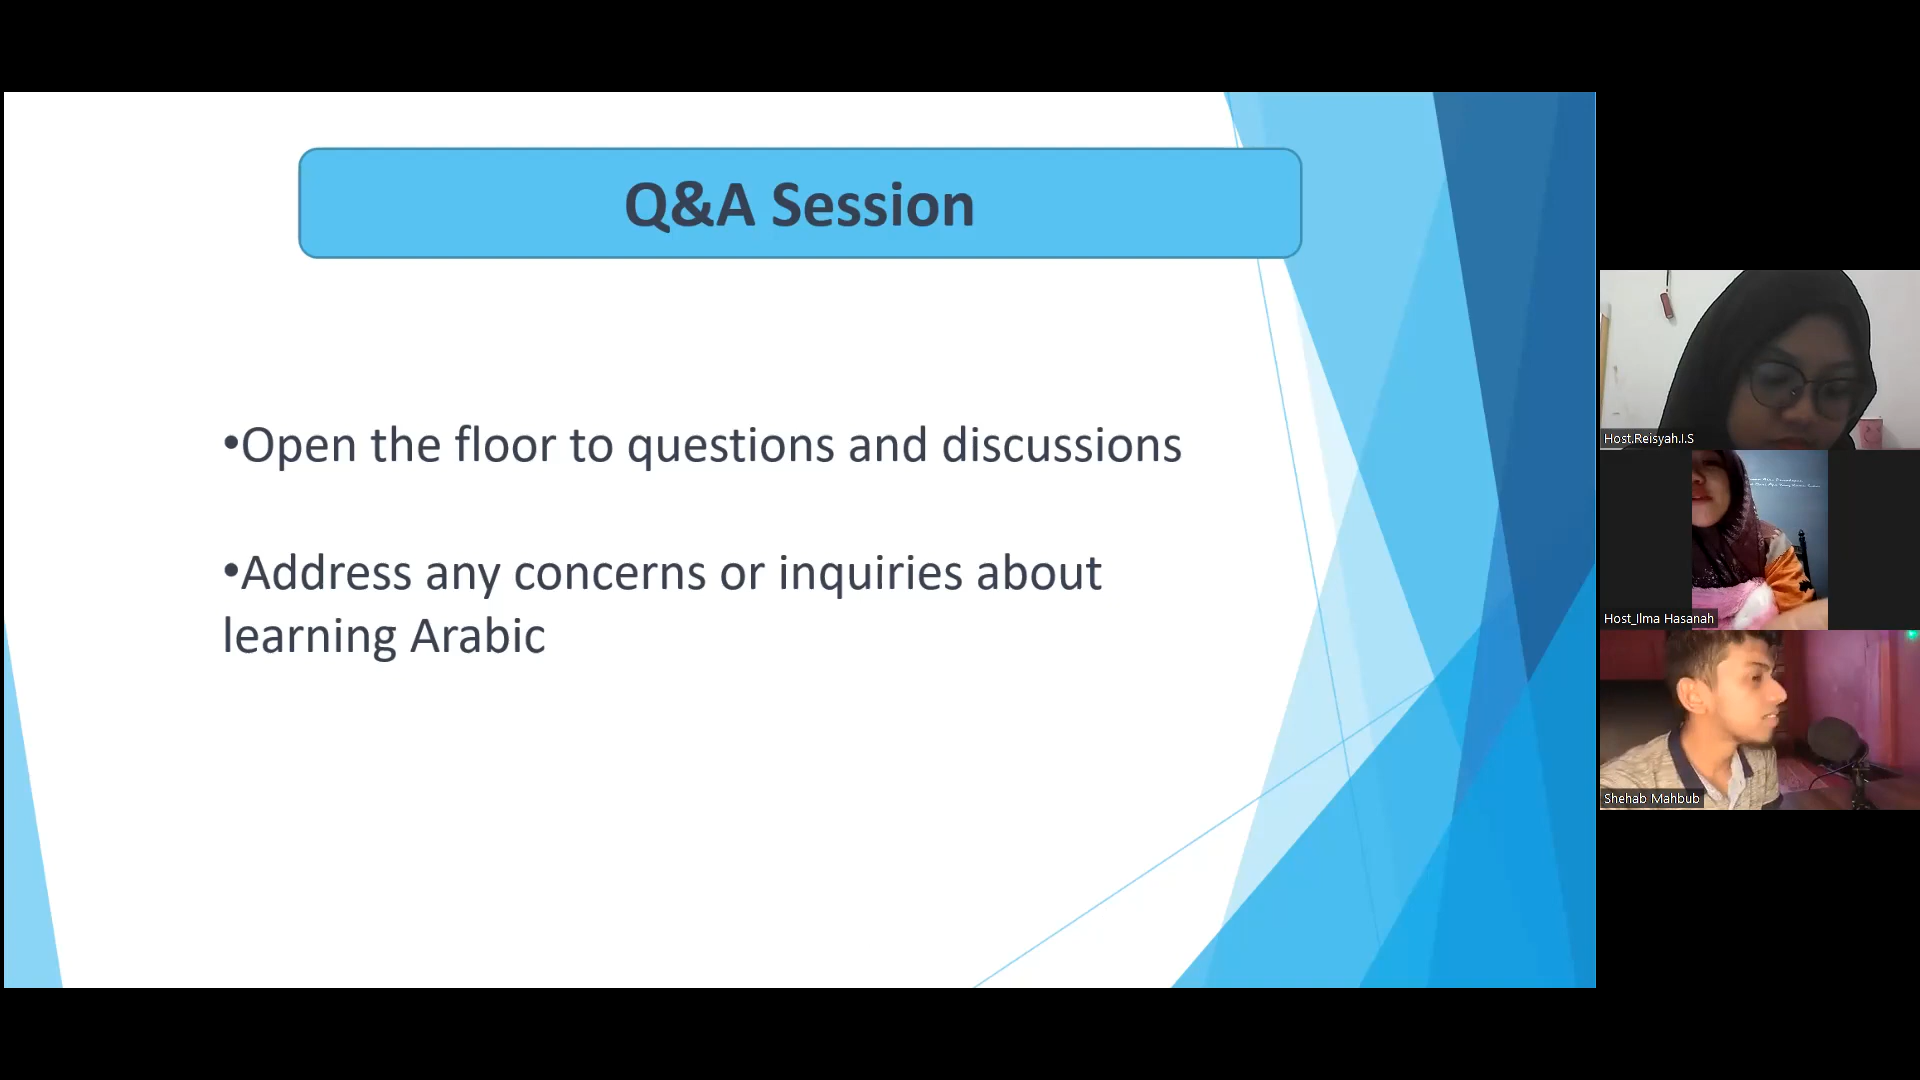 Q&A Session
•Open the floor to questions and discussions
•Address any concerns or inquiries about
learning Arabic
Host.Reisyah.I.S
Host_Ilma Hasanah
Shehab Mahbub